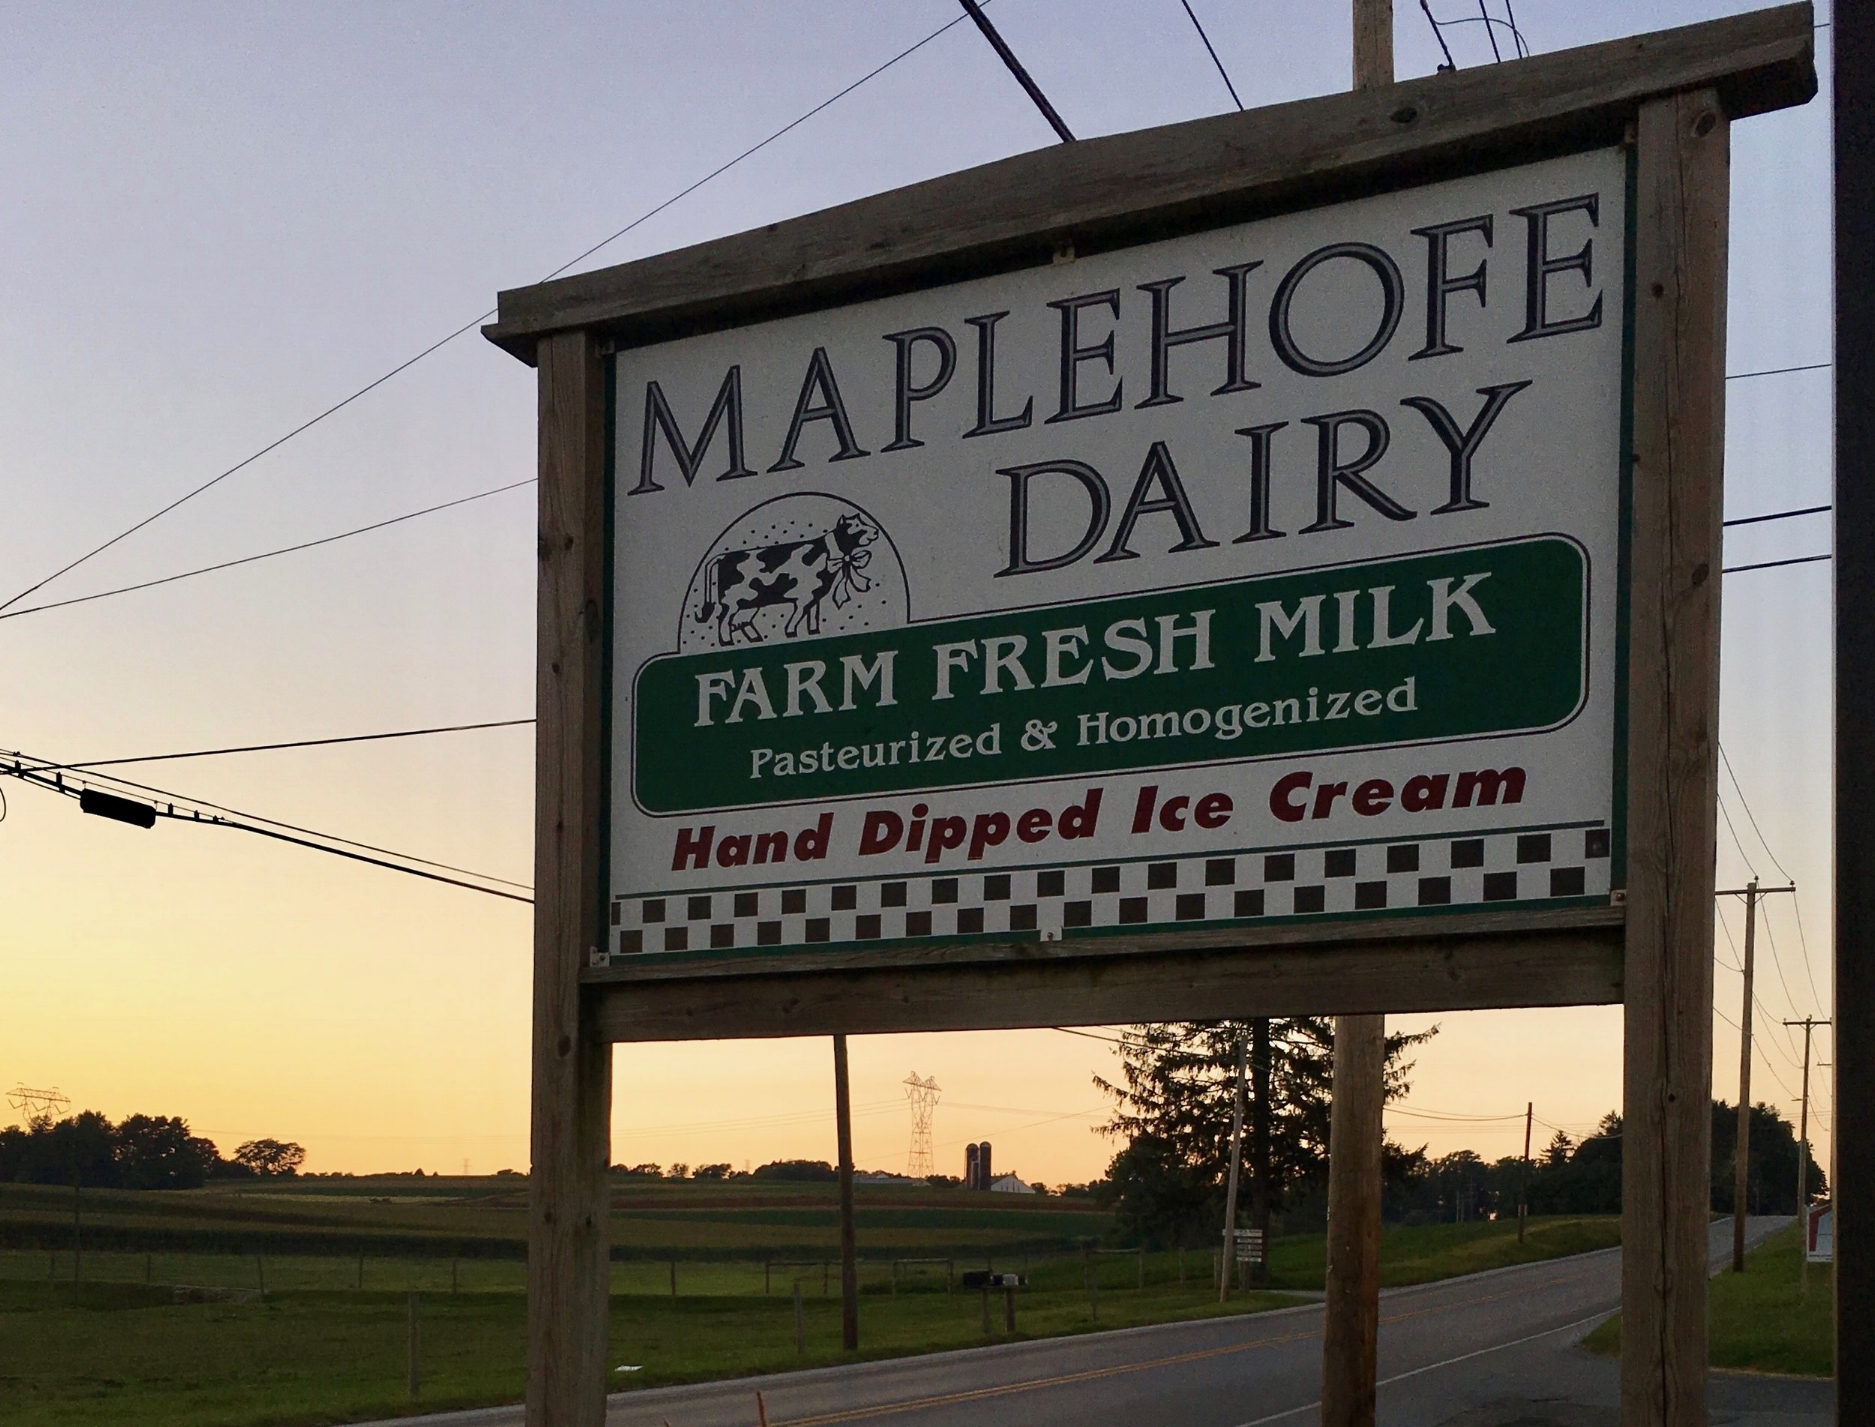 MAPLEHOFE
DAIRY
FARM FRESH MILK
Pasteurized & Homogenized
Hand Dipped Ice Cream